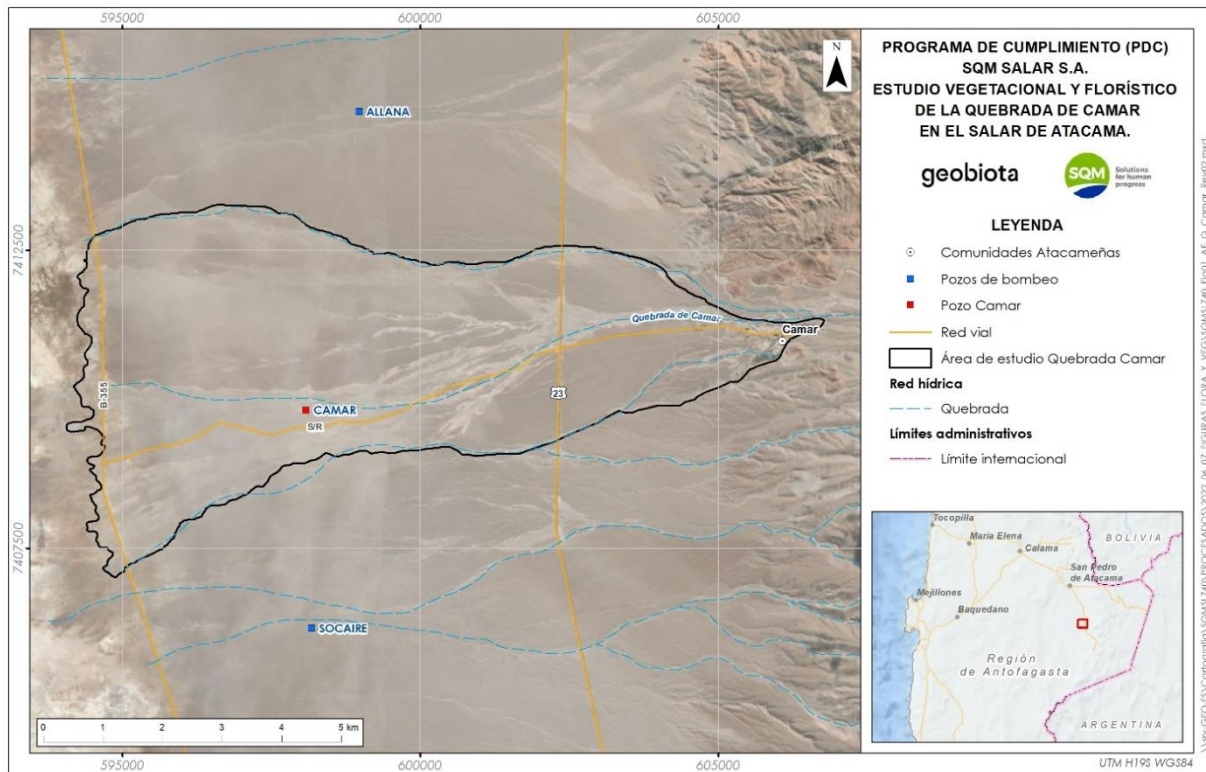 595000
600000
605000
7412500
7407500
ALLANA
Quebrada de Camar
Camar
B-355
CAMAR
S/R
23
SOCAIRE
0 1 2 3 4 5 km
595000
600000
605000
N
PROGRAMA DE CUMPLIMIENTO (PDC)
SQM SALAR S.A.
ESTUDIO VEGETACIONAL Y FLORÍSTICO
DE LA QUEBRADA DE CAMAR
EN EL SALAR DE ATACAMA.
geobiota
SQM
Solutions
for human
progress
LEYENDA
Comunidades Atacameñas
Pozos de bombeo
Pozo Camar
Red vial
Área de estudio Quebrada Camar
Red hídrica
Quebrada
Límites administrativos
Límite internacional
Tocopilla
María Elena
Calama
BOLIVIA
San Pedro
de Atacama
Mejillones
Baquedano
Región
de Antofagasta
ARGENTINA
UTM H19S WGS84